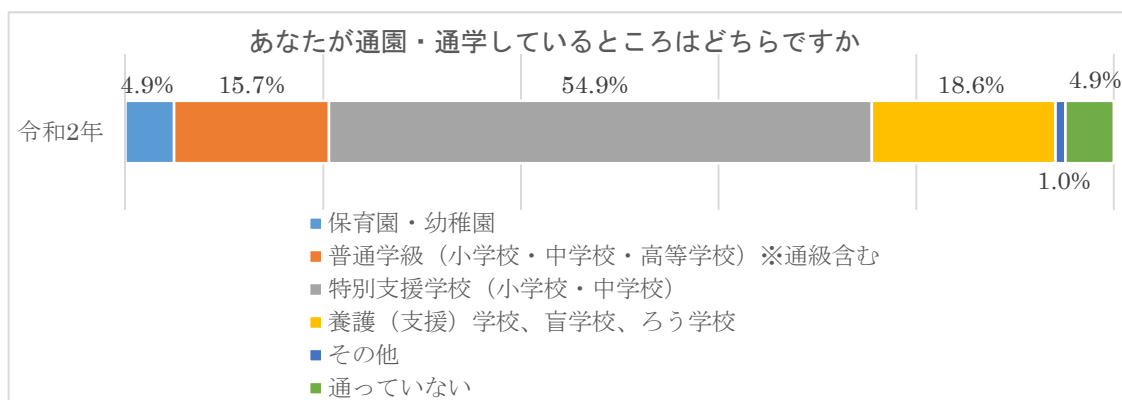 あなたが通園・通学しているところはどちらですか
4.9% 15.7% 54.9% 18.6% 4.9%
令和2年
1.0%
保育園・幼稚園
普通学級（小学校・中学校・高等学校）※通級含む
特別支援学校（小学校・中学校）
養護（支援）学校、盲学校、ろう学校
その他
通っていない